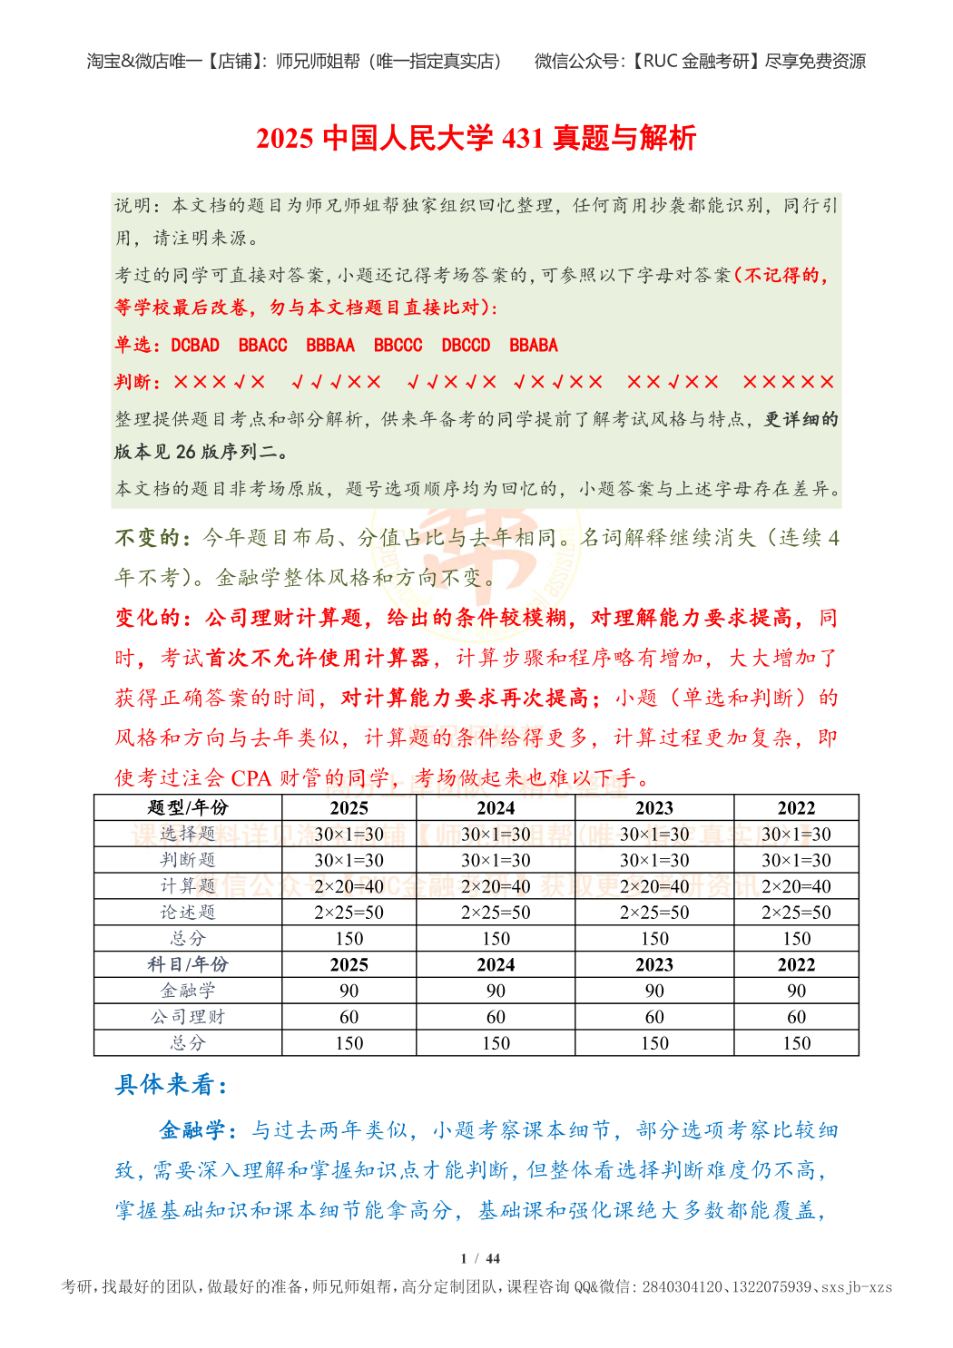 淘宝&微店唯一【店铺】：师兄师姐帮（唯一指定真实店） 微信公众号：【RUC 金融考研】尽享免费资源
2025 中国人民大学 431 真题与解析
说明：本文档的题目为师兄师姐帮独家组织回忆整理，任何商用抄袭都能识别，同行引
用，请注明来源。
考过的同学可直接对答案，小题还记得考场答案的，可参照以下字母对答案（不记得的，
等学校最后改卷，勿与本文档题目直接比对）：
单选：DCBAD BBACC BBBAA BBCCC DBCCD BBABA
判断：×××√× √√√×× √√×√× √×√×× ××√×× ×××××
整理提供题目考点和部分解析，供来年备考的同学提前了解考试风格与特点，更详细的
版本见 26 版序列二。
本文档的题目非考场原版，题号选项顺序均为回忆的，小题答案与上述字母存在差异。
不变的：今年题目布局、分值占比与去年相同。名词解释继续消失（连续 4
年不考）。金融学整体风格和方向不变。
变化的：公司理财计算题，给出的条件较模糊，对理解能力要求提高，同
时，考试首次不允许使用计算器，计算步骤和程序略有增加，大大增加了
获得正确答案的时间，对计算能力要求再次提高；小题（单选和判断）的
风格和方向与去年类似，计算题的条件给得更多，计算过程更加复杂，即
使考过注会 CPA 财管的同学，考场做起来也难以下手。
题型/年份 2025 2024 2023 2022
选择题 30×1=30 30×1=30 30×1=30 30×1=30
判断题 30×1=30 30×1=30 30×1=30 30×1=30
计算题 2×20=40 2×20=40 2×20=40 2×20=40
论述题 2×25=50 2×25=50 2×25=50 2×25=50
总分 150 150 150 150
科目/年份 2025 2024 2023 2022
金融学 90 90 90 90
公司理财 60 60 60 60
总分 150 150 150 150
具体来看：
金融学：与过去两年类似，小题考察课本细节，部分选项考察比较细
致，需要深入理解和掌握知识点才能判断，但整体看选择判断难度仍不高，
掌握基础知识和课本细节能拿高分，基础课和强化课绝大多数都能覆盖，
1 / 44
考研，找最好的团队，做最好的准备，师兄师姐帮，高分定制团队，课程咨询 QQ&微信：2840304120、1322075939、sxsjb-xzs